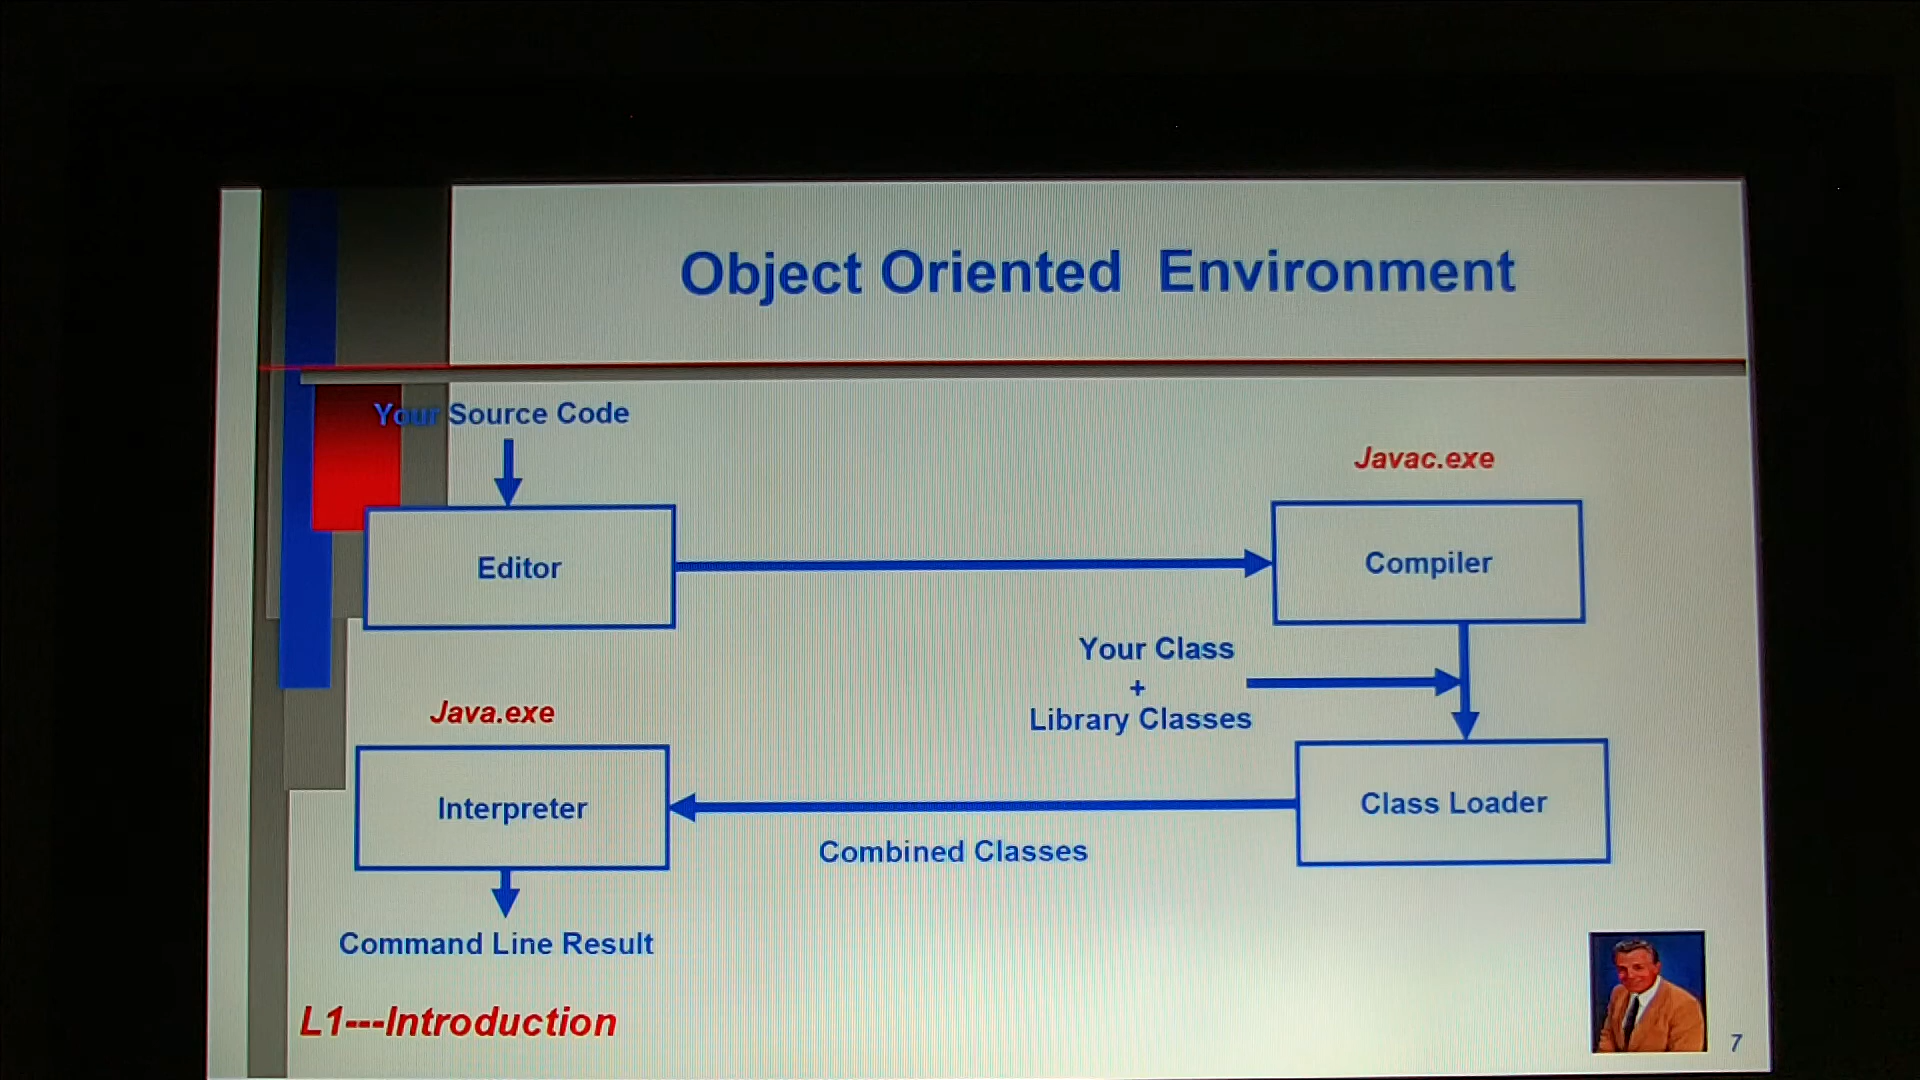 Object Oriented Environment
Your Source Code
Javac.exe
Editor
Compiler
Your Class
+
Library Classes
Java.exe
Interpreter
Class Loader
Combined Classes
Command Line Result
L1---Introduction
7